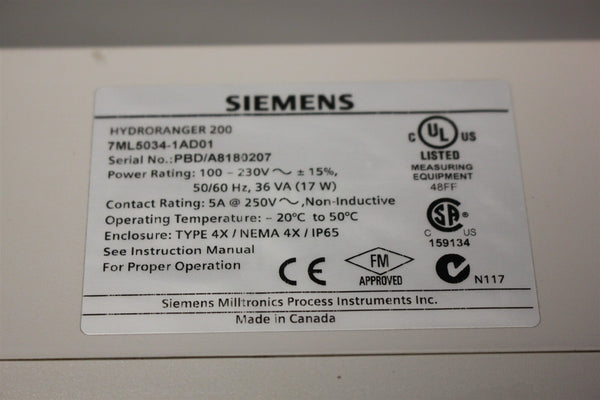 SIEMENS
HYDRORANGER 200
7ML5034-1AD01
Serial No.: PBD/A8180207
Power Rating: 100 – 230V ~ ± 15%,
50/60 Hz, 36 VA (17 W)
Contact Rating: 5A @ 250V ~, Non-Inductive
Operating Temperature: – 20°C to 50°C
Enclosure: TYPE 4X / NEMA 4X / IP65
See Instruction Manual
For Proper Operation
C UL US
LISTED
MEASURING
EQUIPMENT
48FF
SA
C US
159134
CE
FM
APPROVED
N117
Siemens Milltronics Process Instruments Inc.
Made in Canada